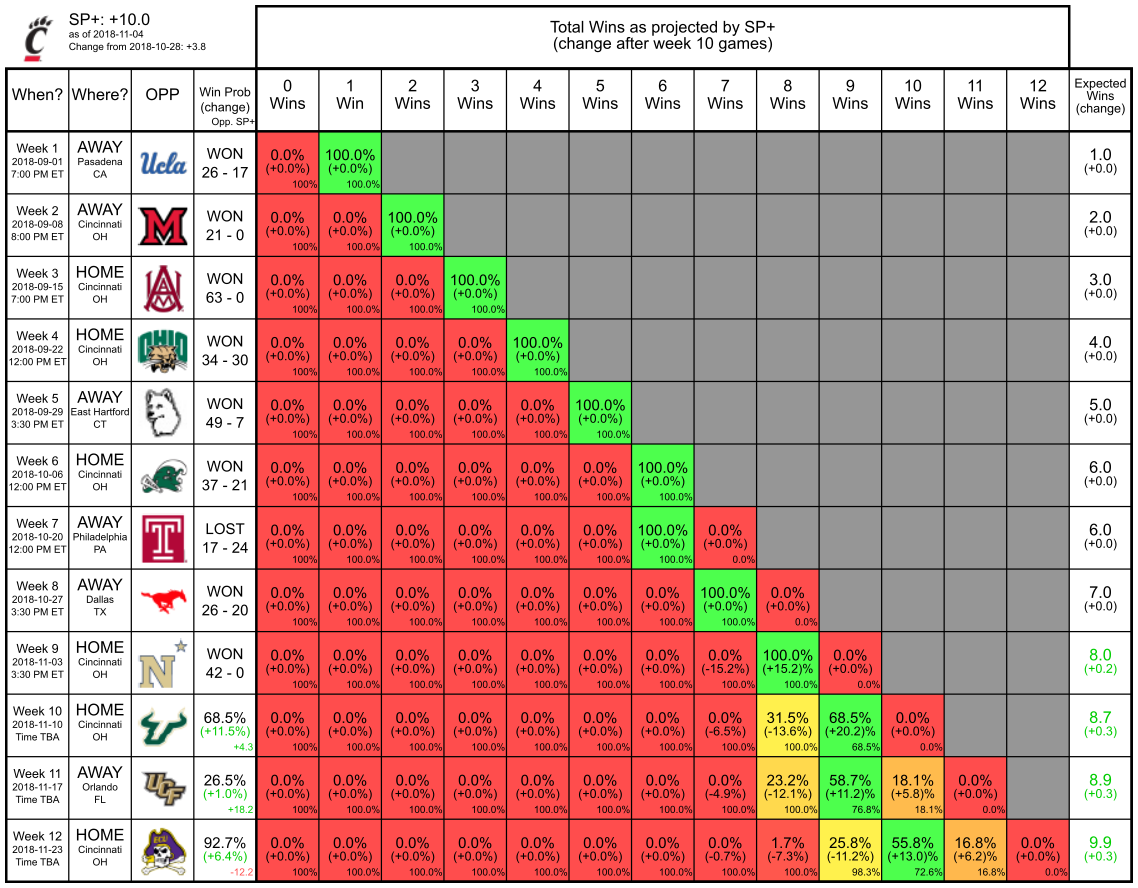 SP+: +10.0
as of 2018-11-04
Change from 2018-10-28: +3.8
Total Wins as projected by SP+
(change after week 10 games)
When? Where? OPP Win Prob (change) Opp. SP+ 0 Wins 1 Win 2 Wins 3 Wins 4 Wins 5 Wins 6 Wins 7 Wins 8 Wins 9 Wins 10 Wins 11 Wins 12 Wins Expected Wins (change)
Week 1 AWAY WON 0.0% 100.0% 1.0
2018-09-01 Pasadena Ucla (+0.0%) (+0.0%) (+0.0)
7:00 PM ET CA 26 - 17 100% 100.0%
Week 2 AWAY WON 0.0% 0.0% 100.0% 2.0
2018-09-08 Cincinnati M (+0.0%) (+0.0%) (+0.0%) (+0.0)
8:00 PM ET OH 21 - 0 100% 100.0% 100.0%
Week 3 HOME WON 0.0% 0.0% 0.0% 100.0% 3.0
2018-09-15 Cincinnati (+0.0%) (+0.0%) (+0.0%) (+0.0%) (+0.0)
7:00 PM ET OH 63 - 0 100% 100.0% 100.0% 100.0%
Week 4 HOME WON 0.0% 0.0% 0.0% 0.0% 100.0% 4.0
2018-09-22 Cincinnati OHIO (+0.0%) (+0.0%) (+0.0%) (+0.0%) (+0.0%) (+0.0)
12:00 PM ET OH 34 - 30 100% 100.0% 100.0% 100.0% 100.0%
Week 5 AWAY WON 0.0% 0.0% 0.0% 0.0% 0.0% 100.0% 5.0
2018-09-29 East Hartford (+0.0%) (+0.0%) (+0.0%) (+0.0%) (+0.0%) (+0.0%) (+0.0)
3:30 PM ET CT 49 - 7 100% 100.0% 100.0% 100.0% 100.0% 100.0%
Week 6 HOME WON 0.0% 0.0% 0.0% 0.0% 0.0% 0.0% 100.0% 6.0
2018-10-06 Cincinnati (+0.0%) (+0.0%) (+0.0%) (+0.0%) (+0.0%) (+0.0%) (+0.0%) (+0.0)
12:00 PM ET OH 37 - 21 100% 100.0% 100.0% 100.0% 100.0% 100.0% 100.0%
Week 7 AWAY LOST 0.0% 0.0% 0.0% 0.0% 0.0% 0.0% 100.0% 0.0% 6.0
2018-10-20 Philadelphia T (+0.0%) (+0.0%) (+0.0%) (+0.0%) (+0.0%) (+0.0%) (+0.0%) (+0.0%) (+0.0)
12:00 PM ET PA 17 - 24 100% 100.0% 100.0% 100.0% 100.0% 100.0% 100.0% 0.0%
Week 8 AWAY WON 0.0% 0.0% 0.0% 0.0% 0.0% 0.0% 0.0% 100.0% 0.0% 7.0
2018-10-27 Dallas (+0.0%) (+0.0%) (+0.0%) (+0.0%) (+0.0%) (+0.0%) (+0.0%) (+0.0%) (+0.0%) (+0.0)
3:30 PM ET TX 26 - 20 100% 100.0% 100.0% 100.0% 100.0% 100.0% 100.0% 100.0% 0.0%
Week 9 HOME WON 0.0% 0.0% 0.0% 0.0% 0.0% 0.0% 0.0% 0.0% 100.0% 0.0% 8.0
2018-11-03 Cincinnati N (+0.0%) (+0.0%) (+0.0%) (+0.0%) (+0.0%) (+0.0%) (+0.0%) (-15.2%) (+15.2)% (+0.0%) (+0.2)
3:30 PM ET OH 42 - 0 100% 100.0% 100.0% 100.0% 100.0% 100.0% 100.0% 100.0% 100.0% 0.0%
Week 10 HOME 68.5% 0.0% 0.0% 0.0% 0.0% 0.0% 0.0% 0.0% 0.0% 31.5% 68.5% 0.0% 8.7
2018-11-10 Cincinnati (+11.5%) (+0.0%) (+0.0%) (+0.0%) (+0.0%) (+0.0%) (+0.0%) (+0.0%) (-6.5%) (-13.6%) (+20.2)% (+0.0%) (+0.3)
Time TBA OH +4.3 100% 100.0% 100.0% 100.0% 100.0% 100.0% 100.0% 100.0% 100.0% 68.5% 0.0%
Week 11 AWAY 26.5% 0.0% 0.0% 0.0% 0.0% 0.0% 0.0% 0.0% 0.0% 23.2% 58.7% 18.1% 0.0% 8.9
2018-11-17 Orlando UCF (+1.0%) (+0.0%) (+0.0%) (+0.0%) (+0.0%) (+0.0%) (+0.0%) (+0.0%) (-4.9%) (-12.1%) (+11.2)% (+5.8)% (+0.0%) (+0.3)
Time TBA FL +18.2 100% 100.0% 100.0% 100.0% 100.0% 100.0% 100.0% 100.0% 100.0% 76.8% 18.1% 0.0%
Week 12 HOME ECU 92.7% 0.0% 0.0% 0.0% 0.0% 0.0% 0.0% 0.0% 0.0% 1.7% 25.8% 55.8% 16.8% 0.0% 9.9
2018-11-23 Cincinnati (+6.4%) (+0.0%) (+0.0%) (+0.0%) (+0.0%) (+0.0%) (+0.0%) (+0.0%) (-0.7%) (-7.3%) (-11.2%) (+13.0)% (+6.2)% (+0.0%) (+0.3)
Time TBA OH -12.2 100% 100.0% 100.0% 100.0% 100.0% 100.0% 100.0% 100.0% 100.0% 98.3% 72.6% 16.8% 0.0%